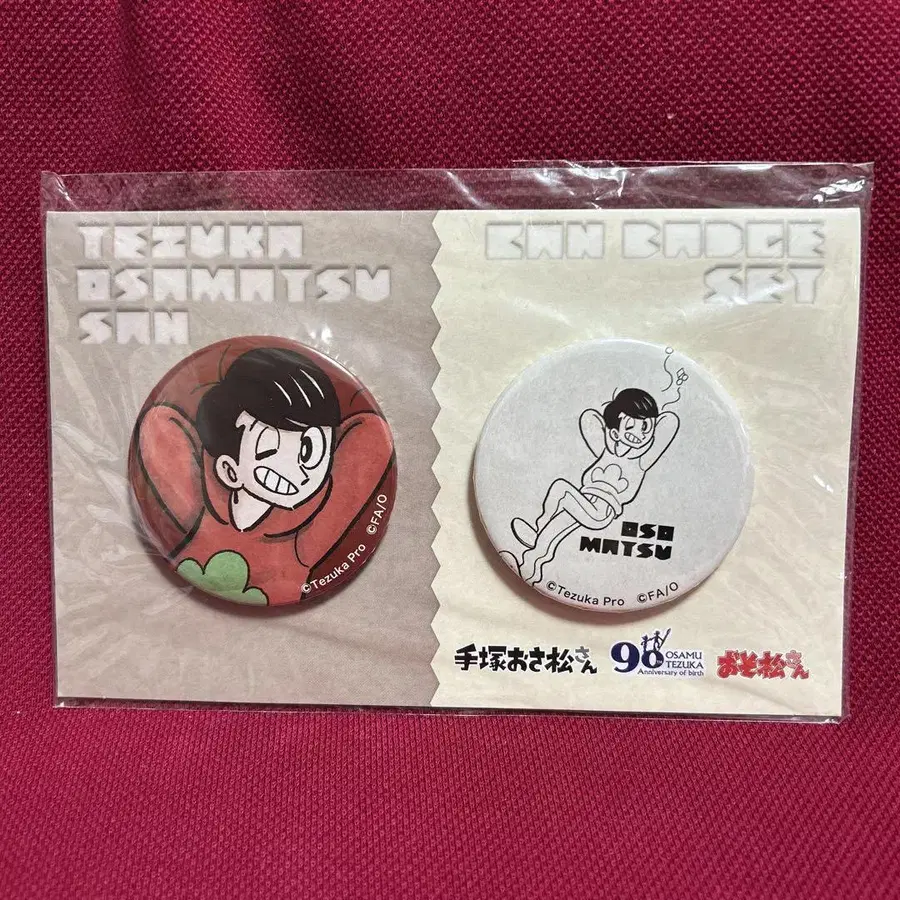 TEZUKA
OSAMATSU
SAN
CAN BADGE
SET
©Tezuka Pro ©FA/O
OSO
MATSU
©Tezuka Pro ©FA/O
手塚おさ松さん
90 OSAMU
TEZUKA
Anniversary of birth
おそ松さん